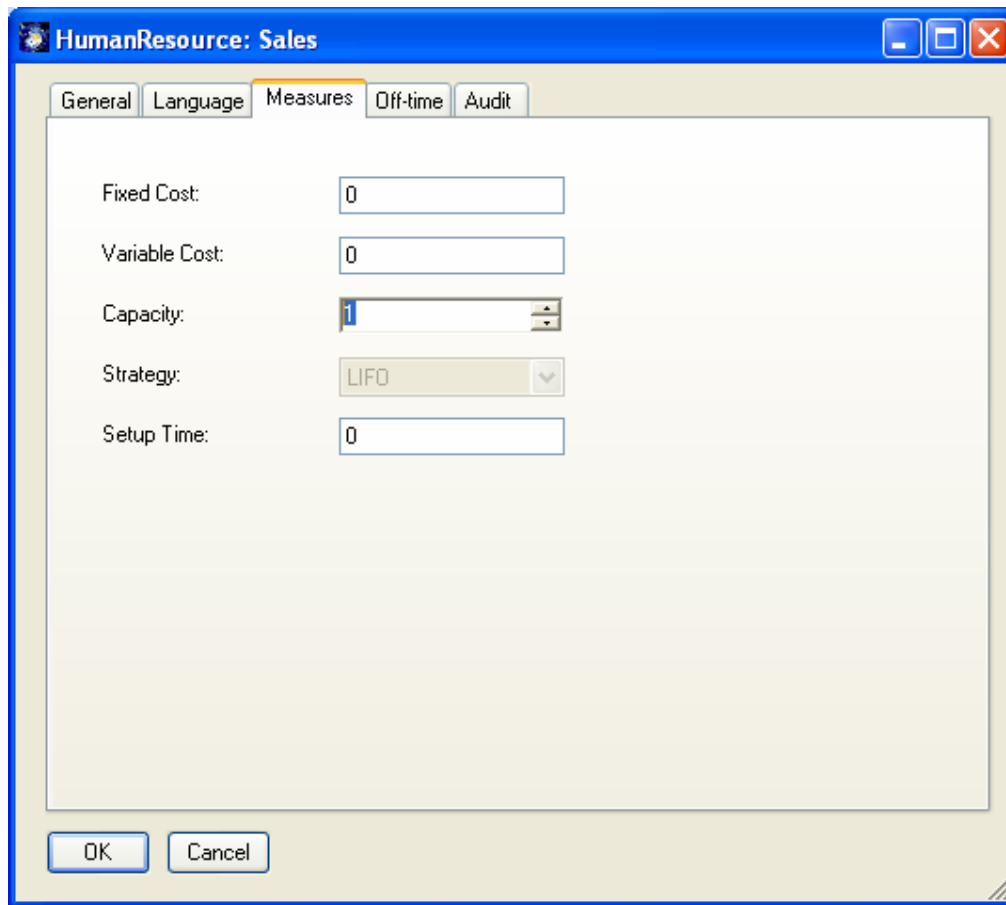 HumanResource: Sales
General Language Measures Off-time Audit
Fixed Cost: 0
Variable Cost: 0
Capacity: 1
Strategy: LIFO
Setup Time: 0
OK Cancel